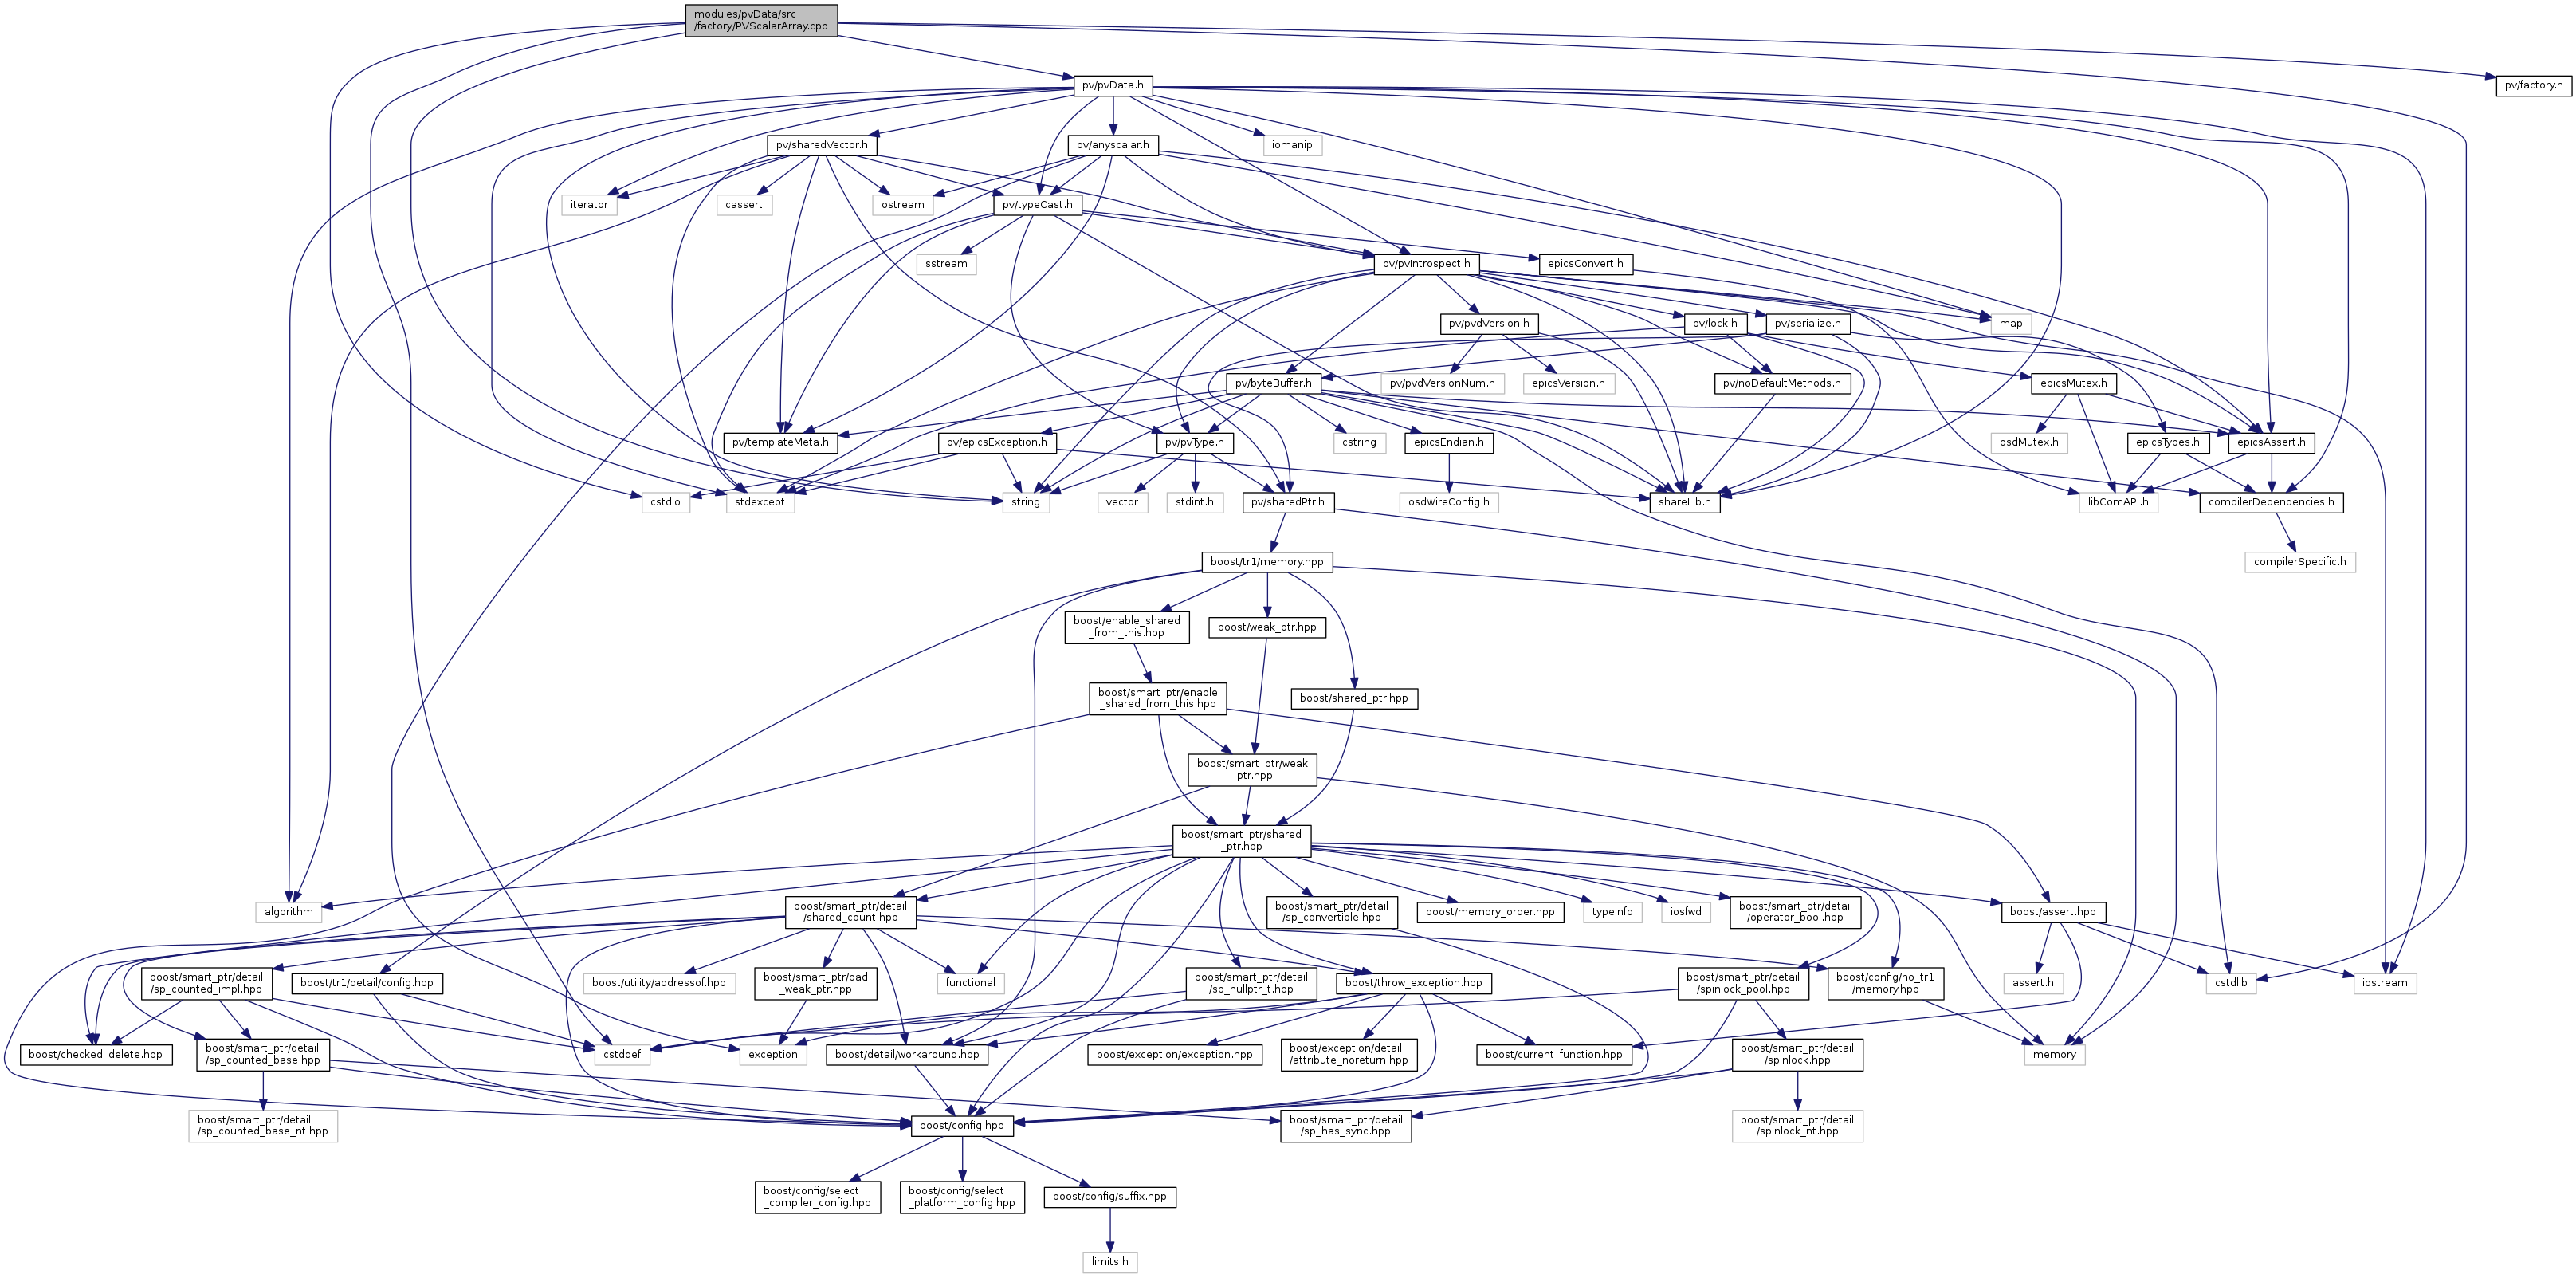 modules/pvData/src
/factory/PVScalarArray.cpp
pv/pvData.h
pv/factory.h
pv/sharedVector.h
pv/anyscalar.h
iomanip
iterator
cassert
ostream
pv/typeCast.h
sstream
pv/pvIntrospect.h
epicsConvert.h
pv/pvdVersion.h
pv/lock.h
pv/serialize.h
map
pv/byteBuffer.h
pv/pvdVersionNum.h
epicsVersion.h
pv/noDefaultMethods.h
epicsMutex.h
pv/templateMeta.h
pv/epicsException.h
pv/pvType.h
cstring
epicsEndian.h
osdMutex.h
epicsTypes.h
epicsAssert.h
cstdio
stdexcept
string
vector
stdint.h
pv/sharedPtr.h
osdWireConfig.h
shareLib.h
libComAPI.h
compilerDependencies.h
boost/tr1/memory.hpp
compilerSpecific.h
boost/enable_shared
_from_this.hpp
boost/weak_ptr.hpp
boost/smart_ptr/enable
_shared_from_this.hpp
boost/shared_ptr.hpp
boost/smart_ptr/weak
_ptr.hpp
boost/smart_ptr/shared
_ptr.hpp
algorithm
boost/smart_ptr/detail
/shared_count.hpp
boost/smart_ptr/detail
/sp_convertible.hpp
boost/memory_order.hpp
typeinfo
iosfwd
boost/smart_ptr/detail
/operator_bool.hpp
boost/assert.hpp
boost/smart_ptr/detail
/sp_counted_impl.hpp
boost/tr1/detail/config.hpp
boost/utility/addressof.hpp
boost/smart_ptr/bad
_weak_ptr.hpp
functional
boost/smart_ptr/detail
/sp_nullptr_t.hpp
boost/throw_exception.hpp
boost/smart_ptr/detail
/spinlock_pool.hpp
boost/config/no_tr1
/memory.hpp
assert.h
cstdlib
iostream
boost/checked_delete.hpp
boost/smart_ptr/detail
/sp_counted_base.hpp
cstddef
exception
boost/detail/workaround.hpp
boost/exception/exception.hpp
boost/exception/detail
/attribute_noreturn.hpp
boost/current_function.hpp
boost/smart_ptr/detail
/spinlock.hpp
memory
boost/smart_ptr/detail
/sp_counted_base_nt.hpp
boost/config.hpp
boost/smart_ptr/detail
/sp_has_sync.hpp
boost/smart_ptr/detail
/spinlock_nt.hpp
boost/config/select
_compiler_config.hpp
boost/config/select
_platform_config.hpp
boost/config/suffix.hpp
limits.h